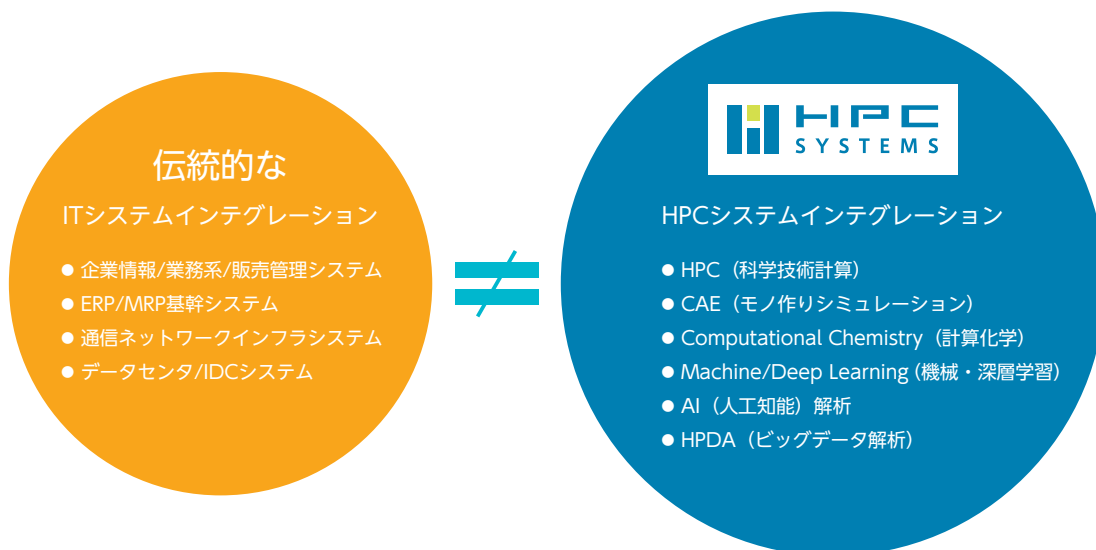 伝統的な
ITシステムインテグレーション
● 企業情報/業務系/販売管理システム
● ERP/MRP基幹システム
● 通信ネットワークインフラシステム
● データセンタ/IDCシステム
≠
HPC
SYSTEMS
HPCシステムインテグレーション
● HPC（科学技術計算）
● CAE（モノ作りシミュレーション）
● Computational Chemistry（計算化学）
● Machine/Deep Learning (機械・深層学習)
● AI（人工知能）解析
● HPDA（ビッグデータ解析）